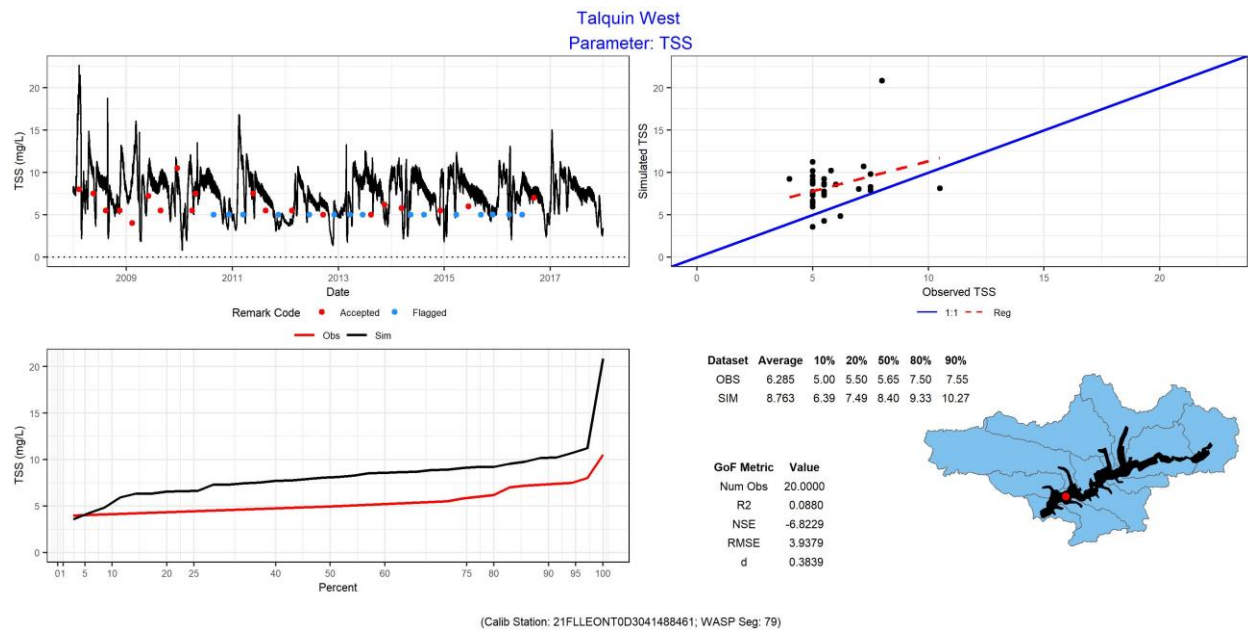 Talquin West
Parameter: TSS
TSS (mg/L)
20
15
10
5
0
2009 2011 2013 2015 2017
Date
Remark Code Accepted Flagged
Simulated TSS
20
15
10
5
0
0 5 10 15 20
Observed TSS
1:1 Reg
Obs Sim
TSS (mg/L)
20
15
10
5
0
0 1 5 10 20 25 40 50 60 75 80 90 95 100
Percent
Dataset Average 10% 20% 50% 80% 90%
OBS 6.285 5.00 5.50 5.65 7.50 7.55
SIM 8.763 6.39 7.49 8.40 9.33 10.27
GoF Metric Value
Num Obs 20.0000
R2 0.0880
NSE -6.8229
RMSE 3.9379
d 0.3839
(Calib Station: 21FLLEONT0D3041488461; WASP Seg: 79)